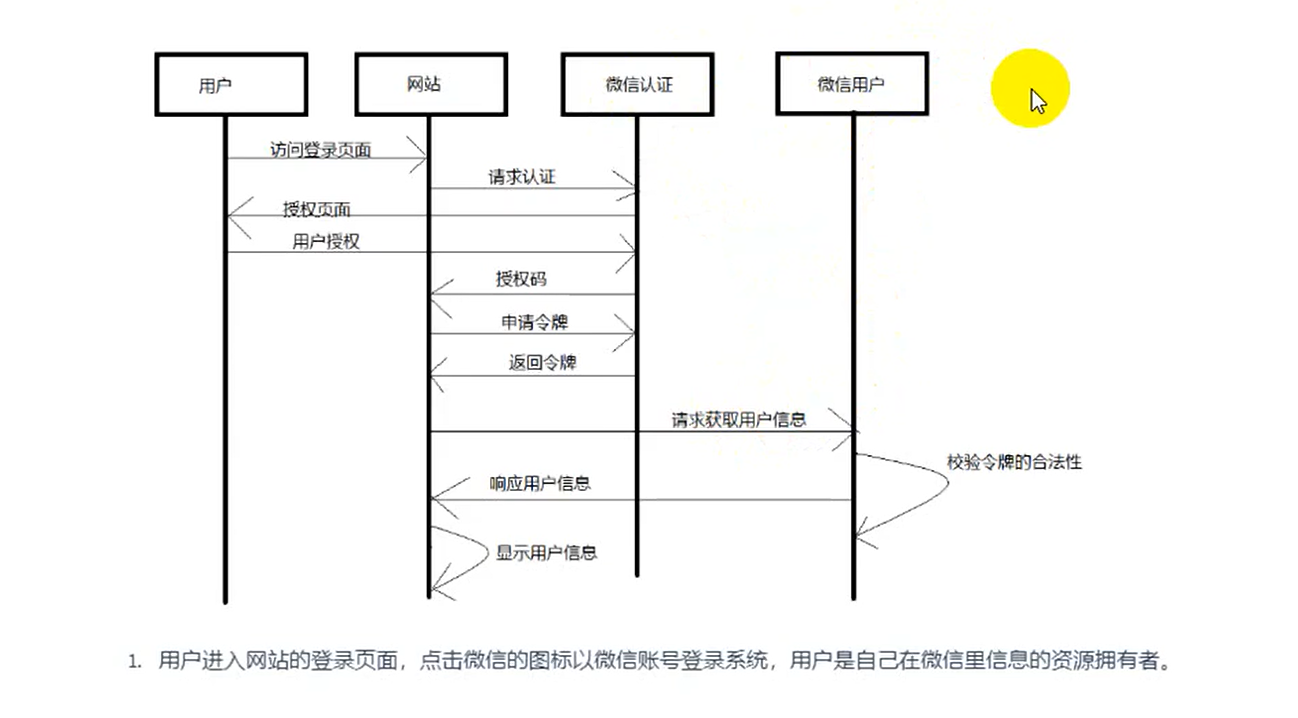 用户
网站
微信认证
微信用户
访问登录页面
请求认证
授权页面
用户授权
授权码
申请令牌
返回令牌
请求获取用户信息
校验令牌的合法性
响应用户信息
显示用户信息
1. 用户进入网站的登录页面，点击微信的图标以微信账号登录系统，用户是自己在微信里信息的资源拥有者。